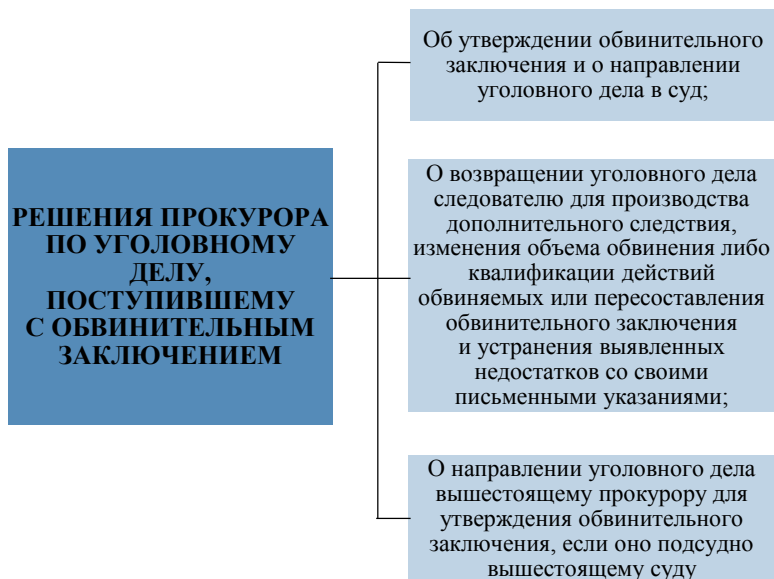 РЕШЕНИЯ ПРОКУРОРА
ПО УГОЛОВНОМУ
ДЕЛУ,
ПОСТУПИВШЕМУ
С ОБВИНИТЕЛЬНЫМ
ЗАКЛЮЧЕНИЕМ
Об утверждении обвинительного
заключения и о направлении
уголовного дела в суд;
О возвращении уголовного дела
следователю для производства
дополнительного следствия,
изменения объема обвинения либо
квалификации действий
обвиняемых или пересоставления
обвинительного заключения
и устранения выявленных
недостатков со своими
письменными указаниями;
О направлении уголовного дела
вышестоящему прокурору для
утверждения обвинительного
заключения, если оно подсудно
вышестоящему суду